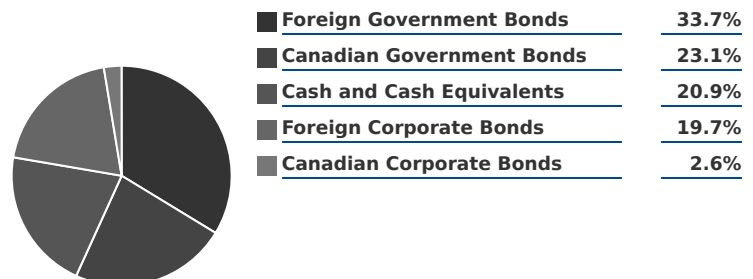 Foreign Government Bonds 33.7%
Canadian Government Bonds 23.1%
Cash and Cash Equivalents 20.9%
Foreign Corporate Bonds 19.7%
Canadian Corporate Bonds 2.6%